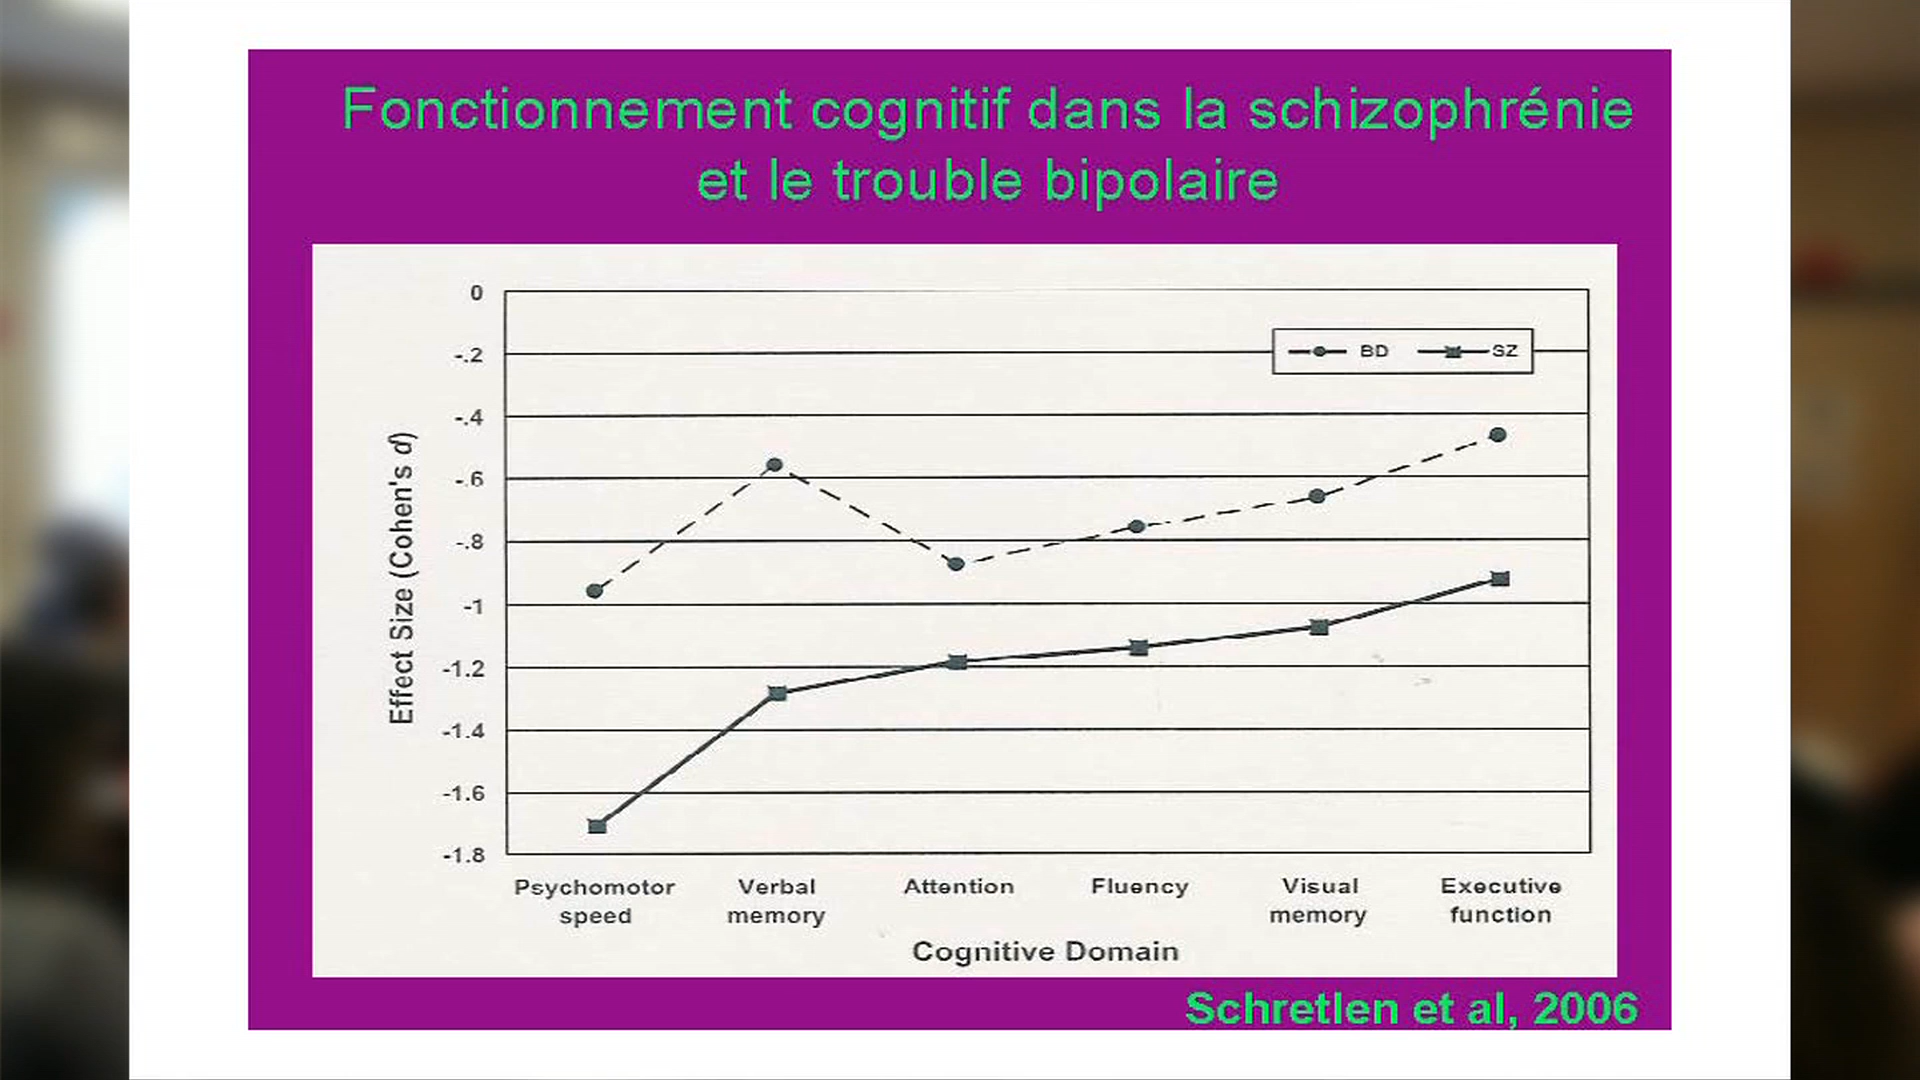 Fonctionnement cognitif dans la schizophrénie
et le trouble bipolaire
0
-.2
-.4
-.6
-.8
-1
-1.2
-1.4
-1.6
-1.8
Effect Size (Cohen's d)
BD
SZ
Psychomotor speed
Verbal memory
Attention
Fluency
Visual memory
Executive function
Cognitive Domain
Schretlen et al, 2006